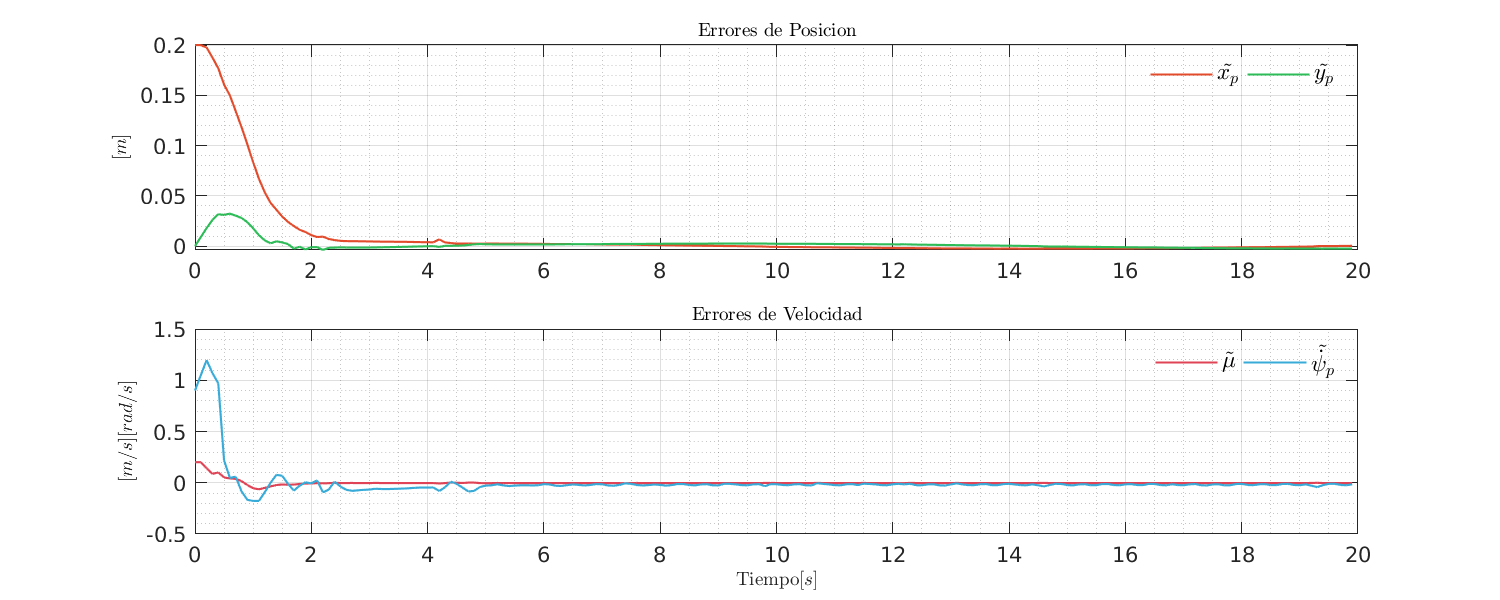 Errores de Posicion
0.2
0.15
0.1
0.05
0
[m]
x̃_p ỹ_p
0 2 4 6 8 10 12 14 16 18 20
Errores de Velocidad
1.5
1
0.5
0
-0.5
[m/s][rad/s]
μ̃ ψ̇̃_p
0 2 4 6 8 10 12 14 16 18 20
Tiempo[s]